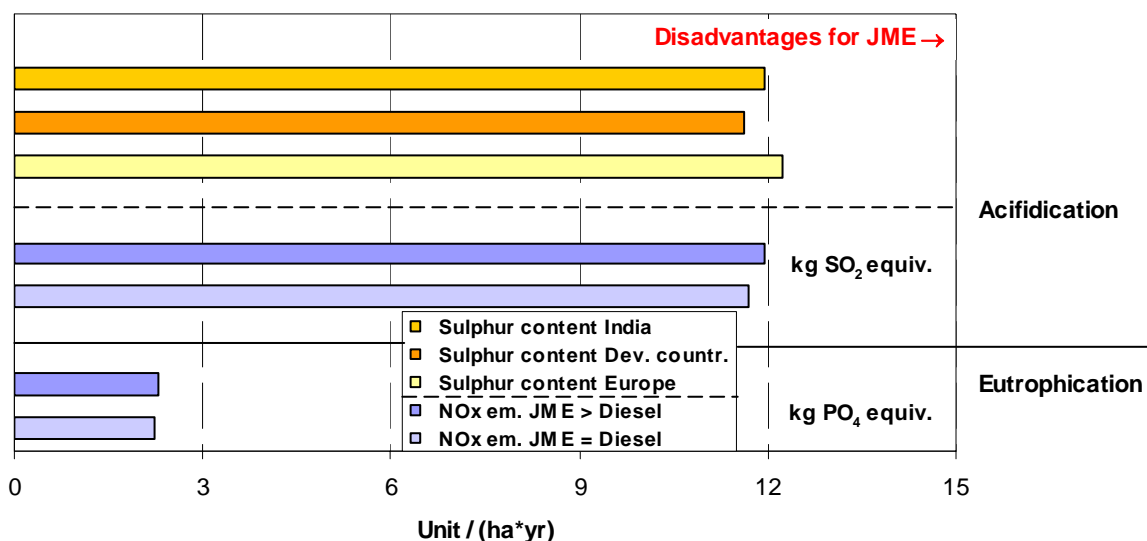 Disadvantages for JME →
Acifidication
kg SO₂ equiv.
Sulphur content India
Sulphur content Dev. countr.
Sulphur content Europe
NOx em. JME > Diesel
NOx em. JME = Diesel
Eutrophication
kg PO₄ equiv.
0 3 6 9 12 15
Unit / (ha*yr)